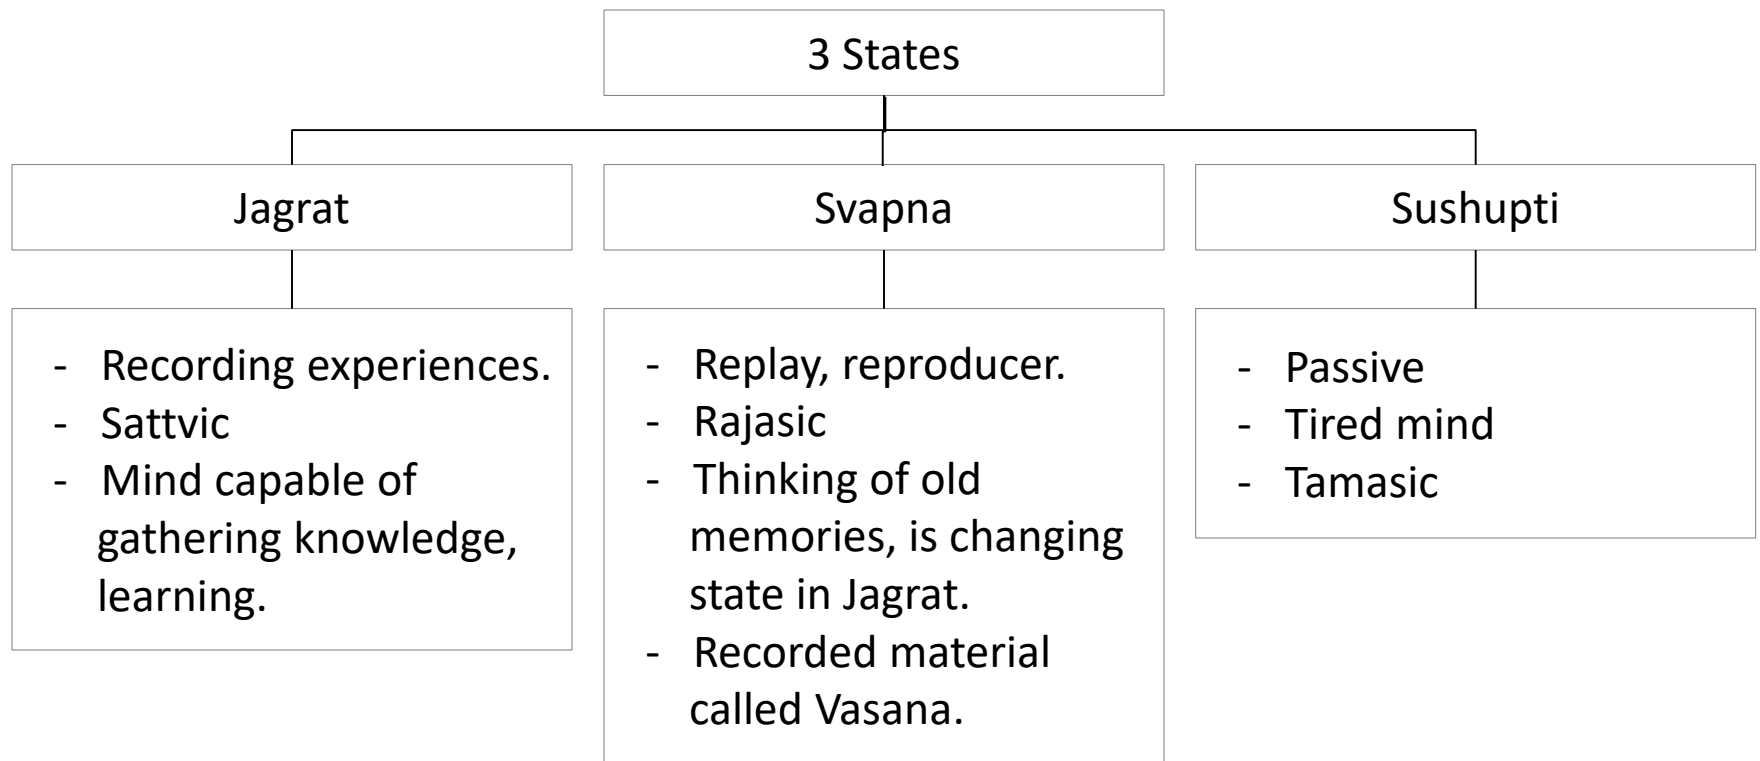 3 States
Jagrat
Svapna
Sushupti
- Recording experiences.
- Sattvic
- Mind capable of
gathering knowledge,
learning.
- Replay, reproducer.
- Rajasic
- Thinking of old
memories, is changing
state in Jagrat.
- Recorded material
called Vasana.
- Passive
- Tired mind
- Tamasic